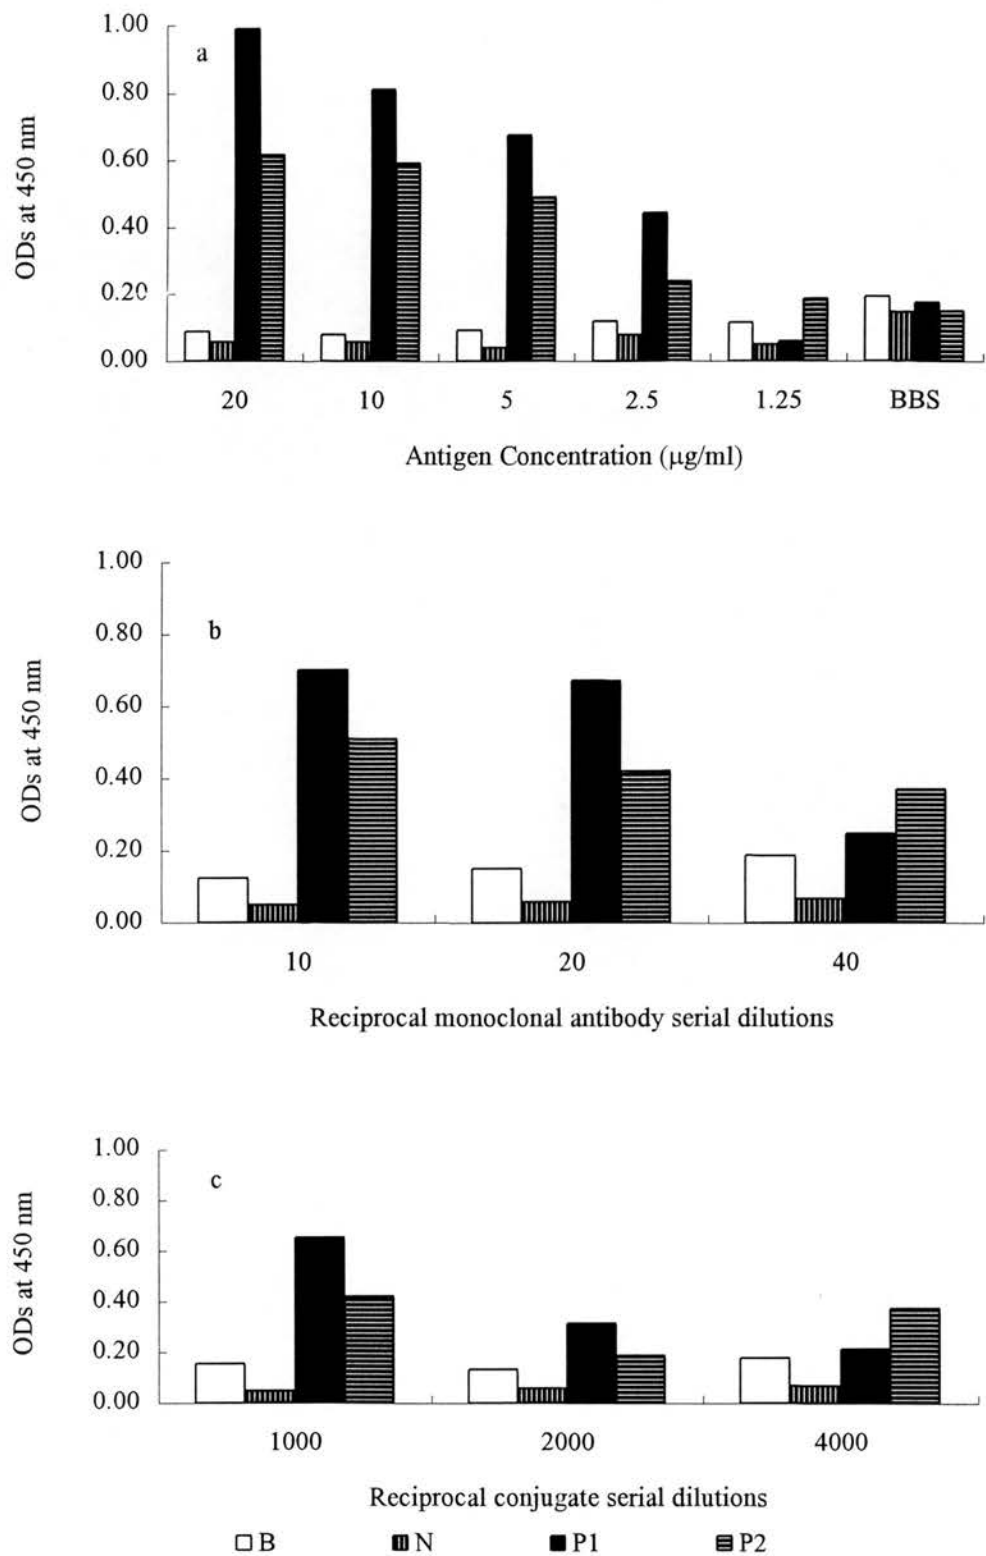 a
ODs at 450 nm
1.00
0.80
0.60
0.40
0.20
0.00
20 10 5 2.5 1.25 BBS
Antigen Concentration (µg/ml)
b
ODs at 450 nm
1.00
0.80
0.60
0.40
0.20
0.00
10 20 40
Reciprocal monoclonal antibody serial dilutions
c
ODs at 450 nm
1.00
0.80
0.60
0.40
0.20
0.00
1000 2000 4000
Reciprocal conjugate serial dilutions
B N P1 P2